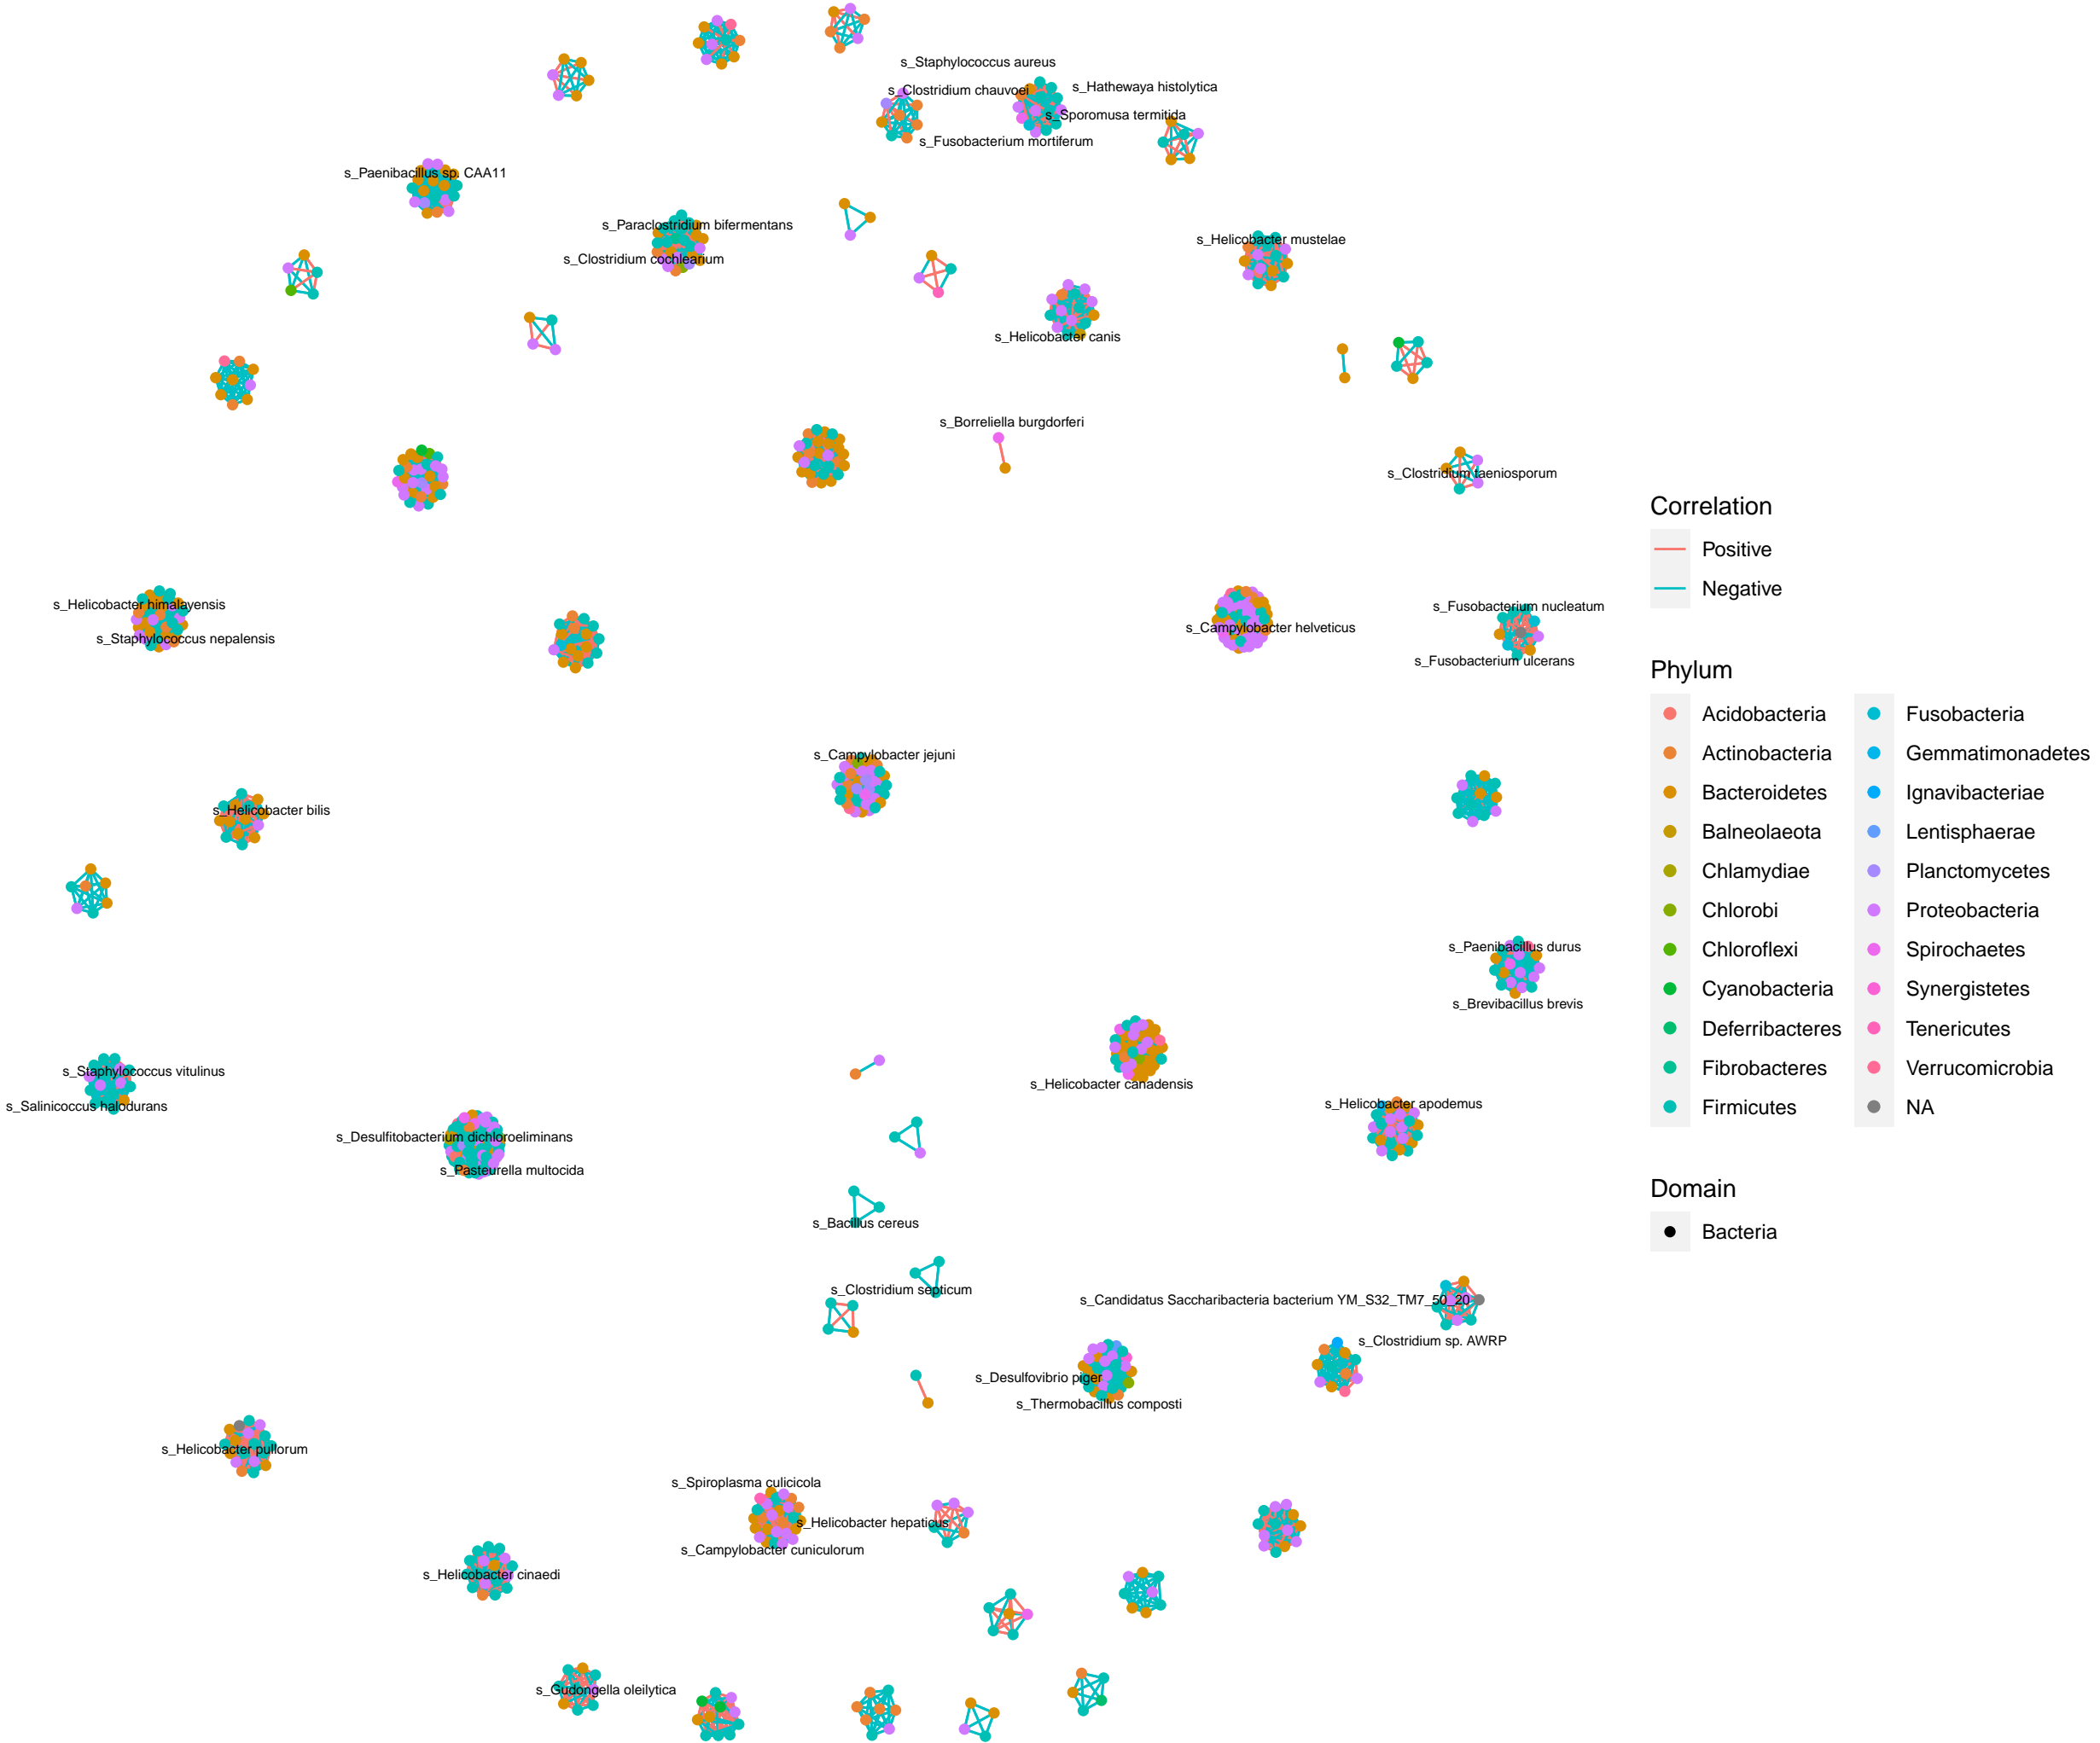 s_Staphylococcus aureus
s_Clostridium chauvoei
s_Hathewaya histolytica
s_Sporomusa termitida
s_Fusobacterium mortiferum
s_Paenibacillus sp. CAA11
s_Paraclostridium bifermentans
s_Clostridium cochlearium
s_Helicobacter mustelae
s_Helicobacter canis
s_Borreliella burgdorferi
s_Clostridium taeniosporum
s_Helicobacter himalayensis
s_Staphylococcus nepalensis
s_Campylobacter helveticus
s_Fusobacterium nucleatum
s_Fusobacterium ulcerans
s_Campylobacter jejuni
s_Helicobacter bilis
s_Paenibacillus durus
s_Brevibacillus brevis
s_Staphylococcus vitulinus
s_Salinicoccus halodurans
s_Helicobacter canadensis
s_Helicobacter apodemus
s_Desulfitobacterium dichloroeliminans
s_Pasteurella multocida
s_Bacillus cereus
s_Clostridium septicum
s_Candidatus Saccharibacteria bacterium YM_S32_TM7_50_20
s_Clostridium sp. AWRP
s_Desulfovibrio piger
s_Thermobacillus composti
s_Helicobacter pullorum
s_Spiroplasma culicicola
s_Helicobacter hepaticus
s_Campylobacter cuniculorum
s_Helicobacter cinaedi
s_Gudongella oleilytica
Correlation
Positive
Negative
Phylum
Acidobacteria
Actinobacteria
Bacteroidetes
Balneolaeota
Chlamydiae
Chlorobi
Chloroflexi
Cyanobacteria
Deferribacteres
Fibrobacteres
Firmicutes
Fusobacteria
Gemmatimonadetes
Ignavibacteriae
Lentisphaerae
Planctomycetes
Proteobacteria
Spirochaetes
Synergistetes
Tenericutes
Verrucomicrobia
NA
Domain
Bacteria